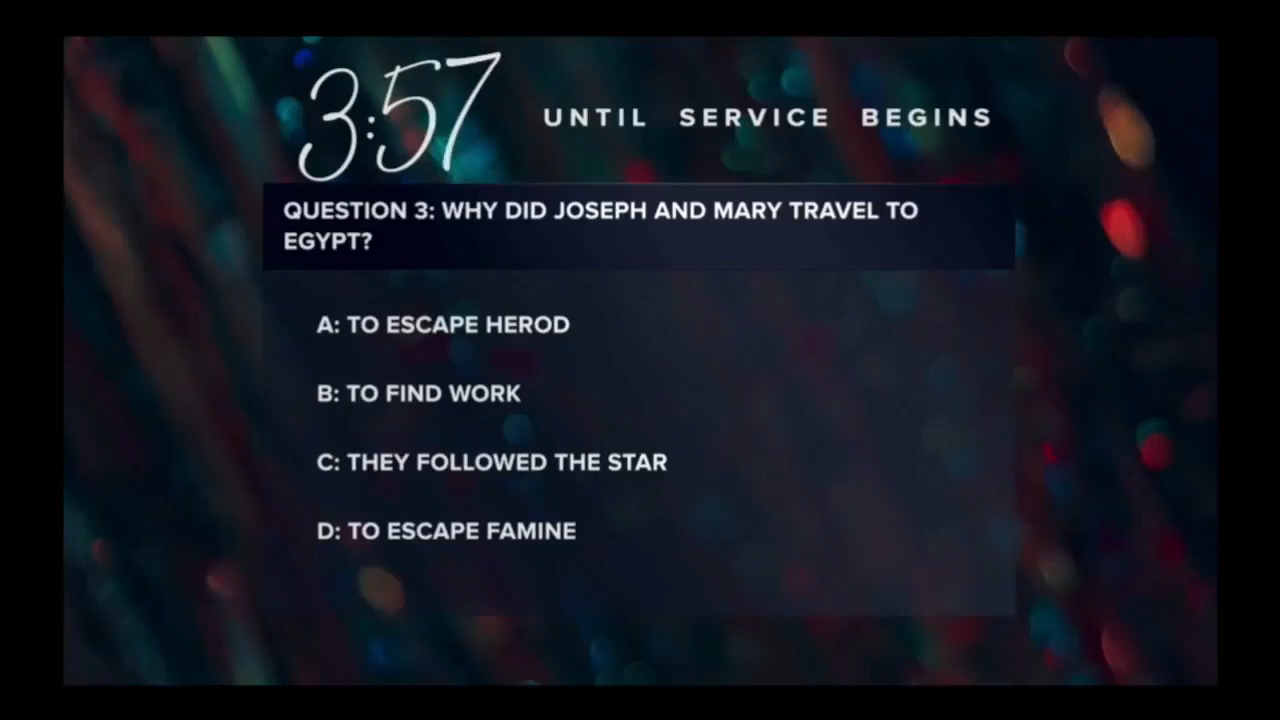 3:57 UNTIL SERVICE BEGINS
QUESTION 3: WHY DID JOSEPH AND MARY TRAVEL TO
EGYPT?
A: TO ESCAPE HEROD
B: TO FIND WORK
C: THEY FOLLOWED THE STAR
D: TO ESCAPE FAMINE